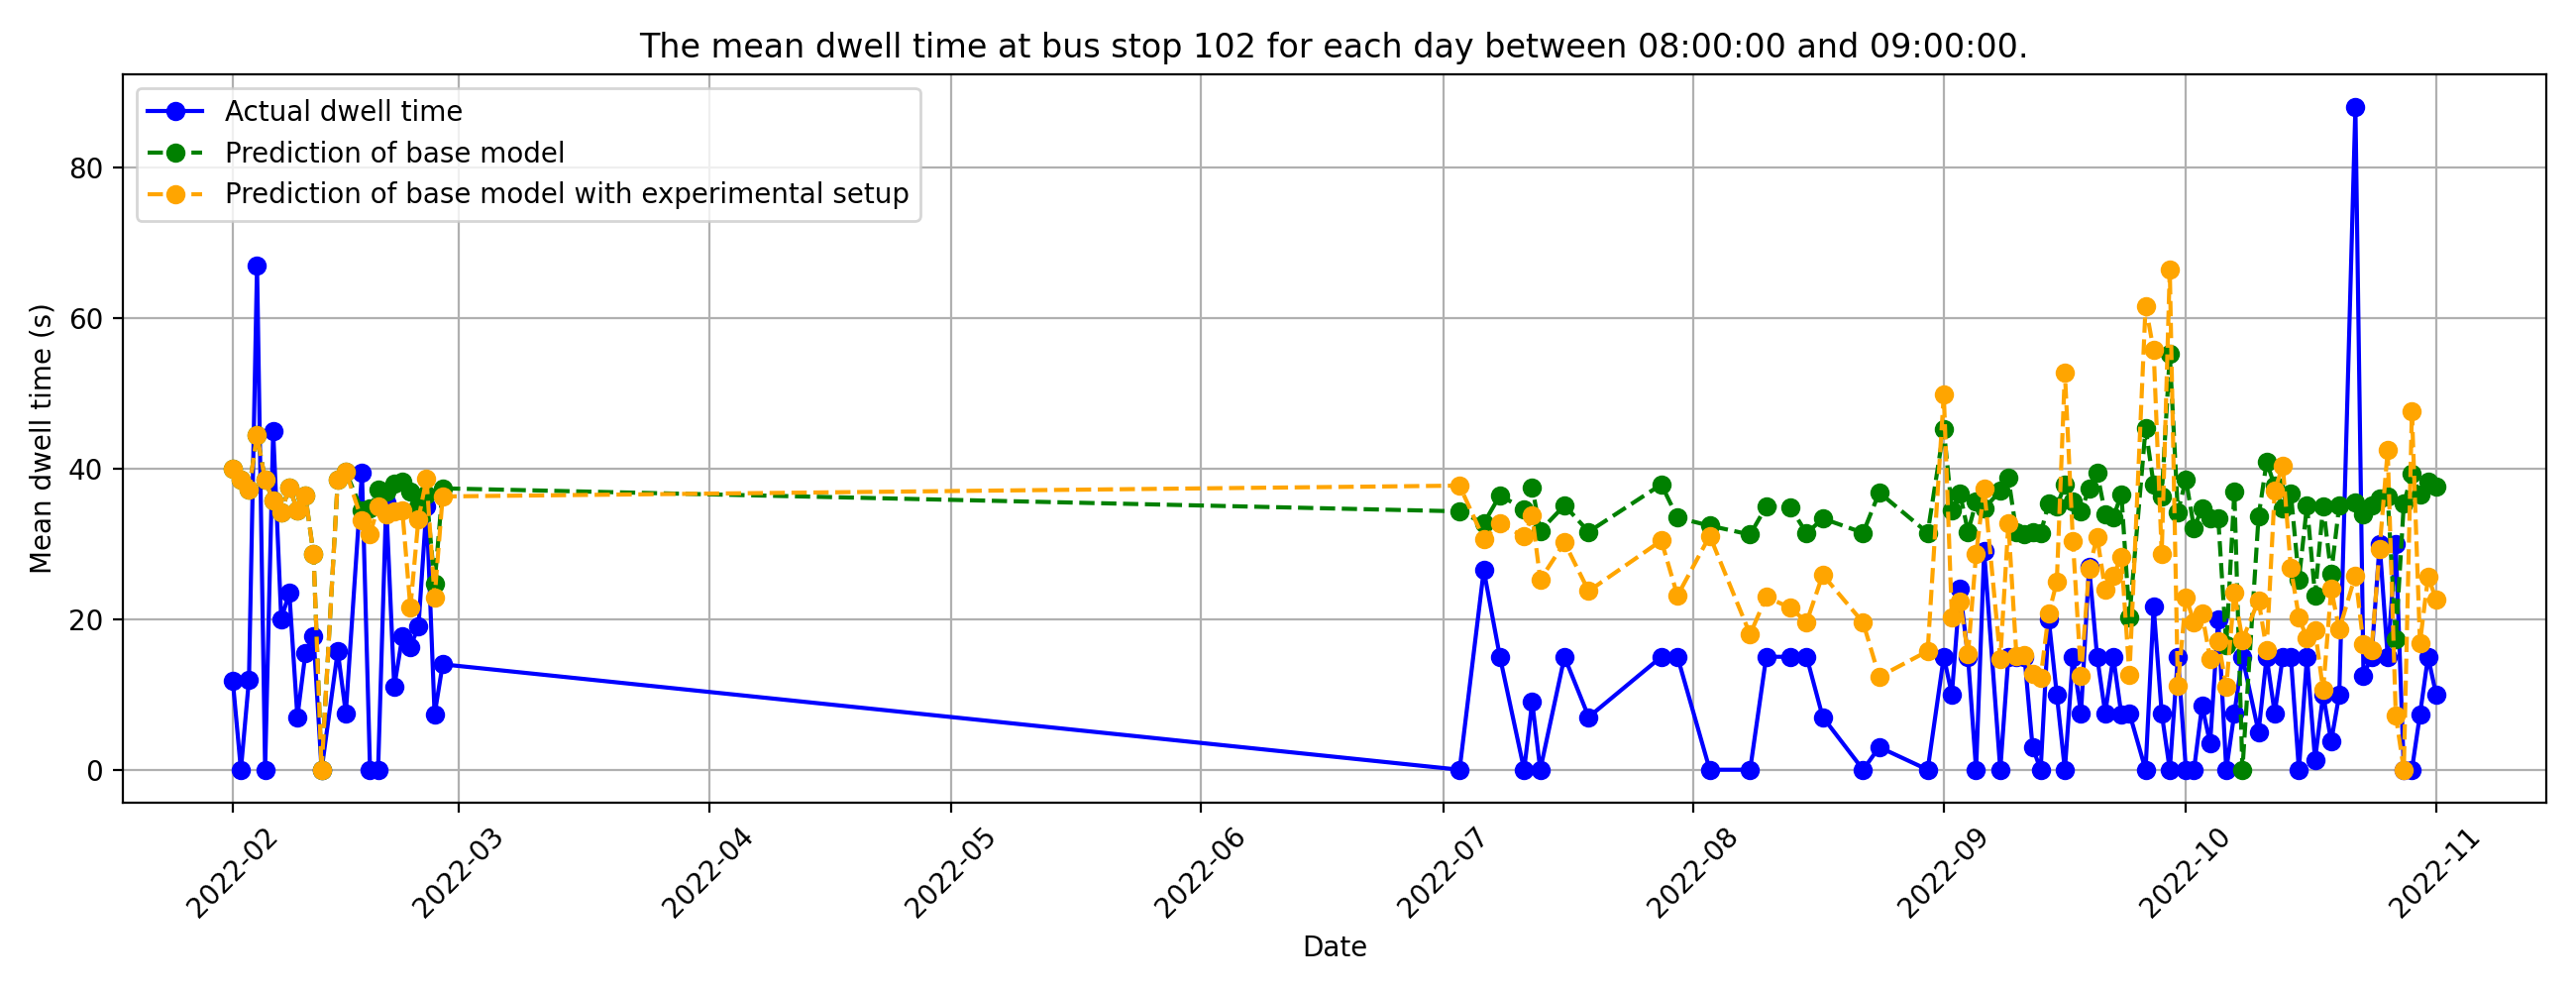 The mean dwell time at bus stop 102 for each day between 08:00:00 and 09:00:00.
Actual dwell time
Prediction of base model
Prediction of base model with experimental setup
Mean dwell time (s)
80
60
40
20
0
2022-02
2022-03
2022-04
2022-05
2022-06
2022-07
2022-08
2022-09
2022-10
2022-11
Date